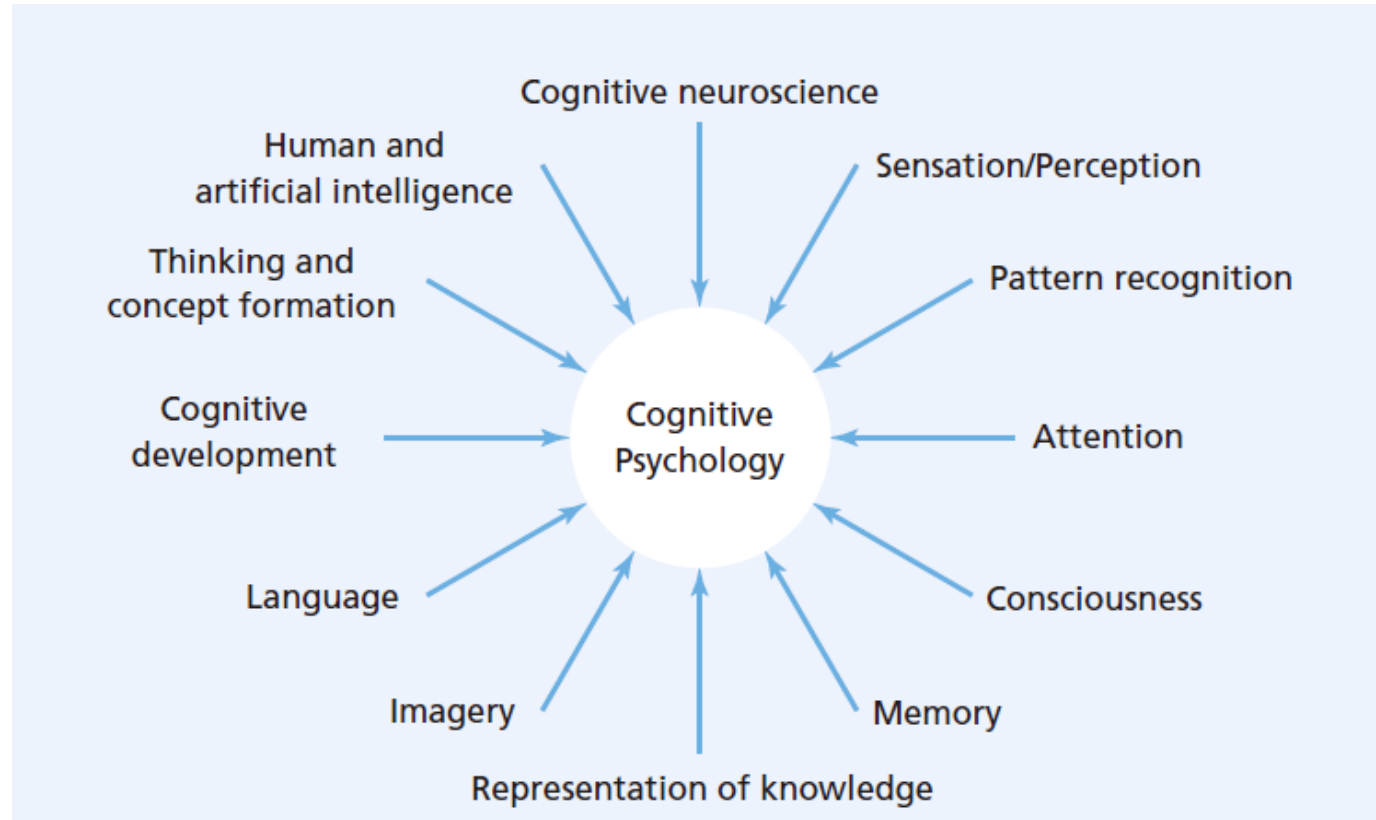 Cognitive neuroscience
Human and
artificial intelligence
Sensation/Perception
Thinking and
concept formation
Pattern recognition
Cognitive
development
Cognitive
Psychology
Attention
Language
Consciousness
Imagery
Memory
Representation of knowledge